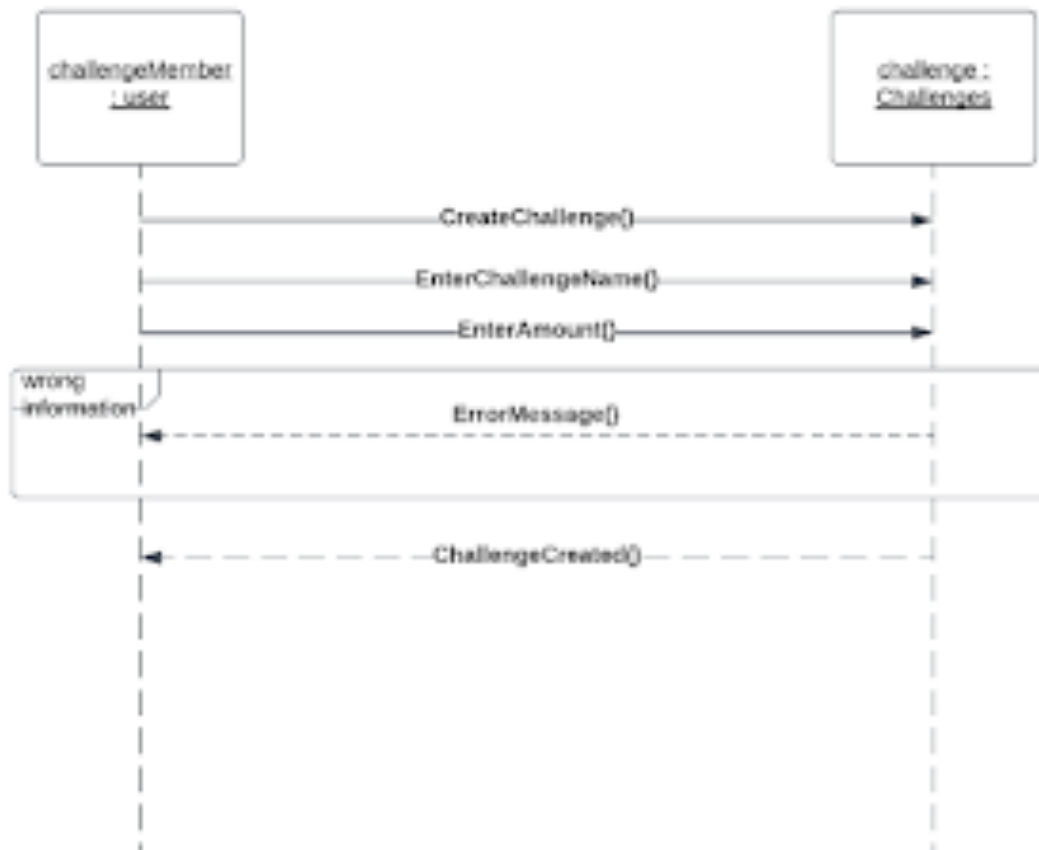 challengeMember
: user
challenge :
Challenges
CreateChallenge()
EnterChallengeName()
EnterAmount()
wrong
information
ErrorMessage()
ChallengeCreated()